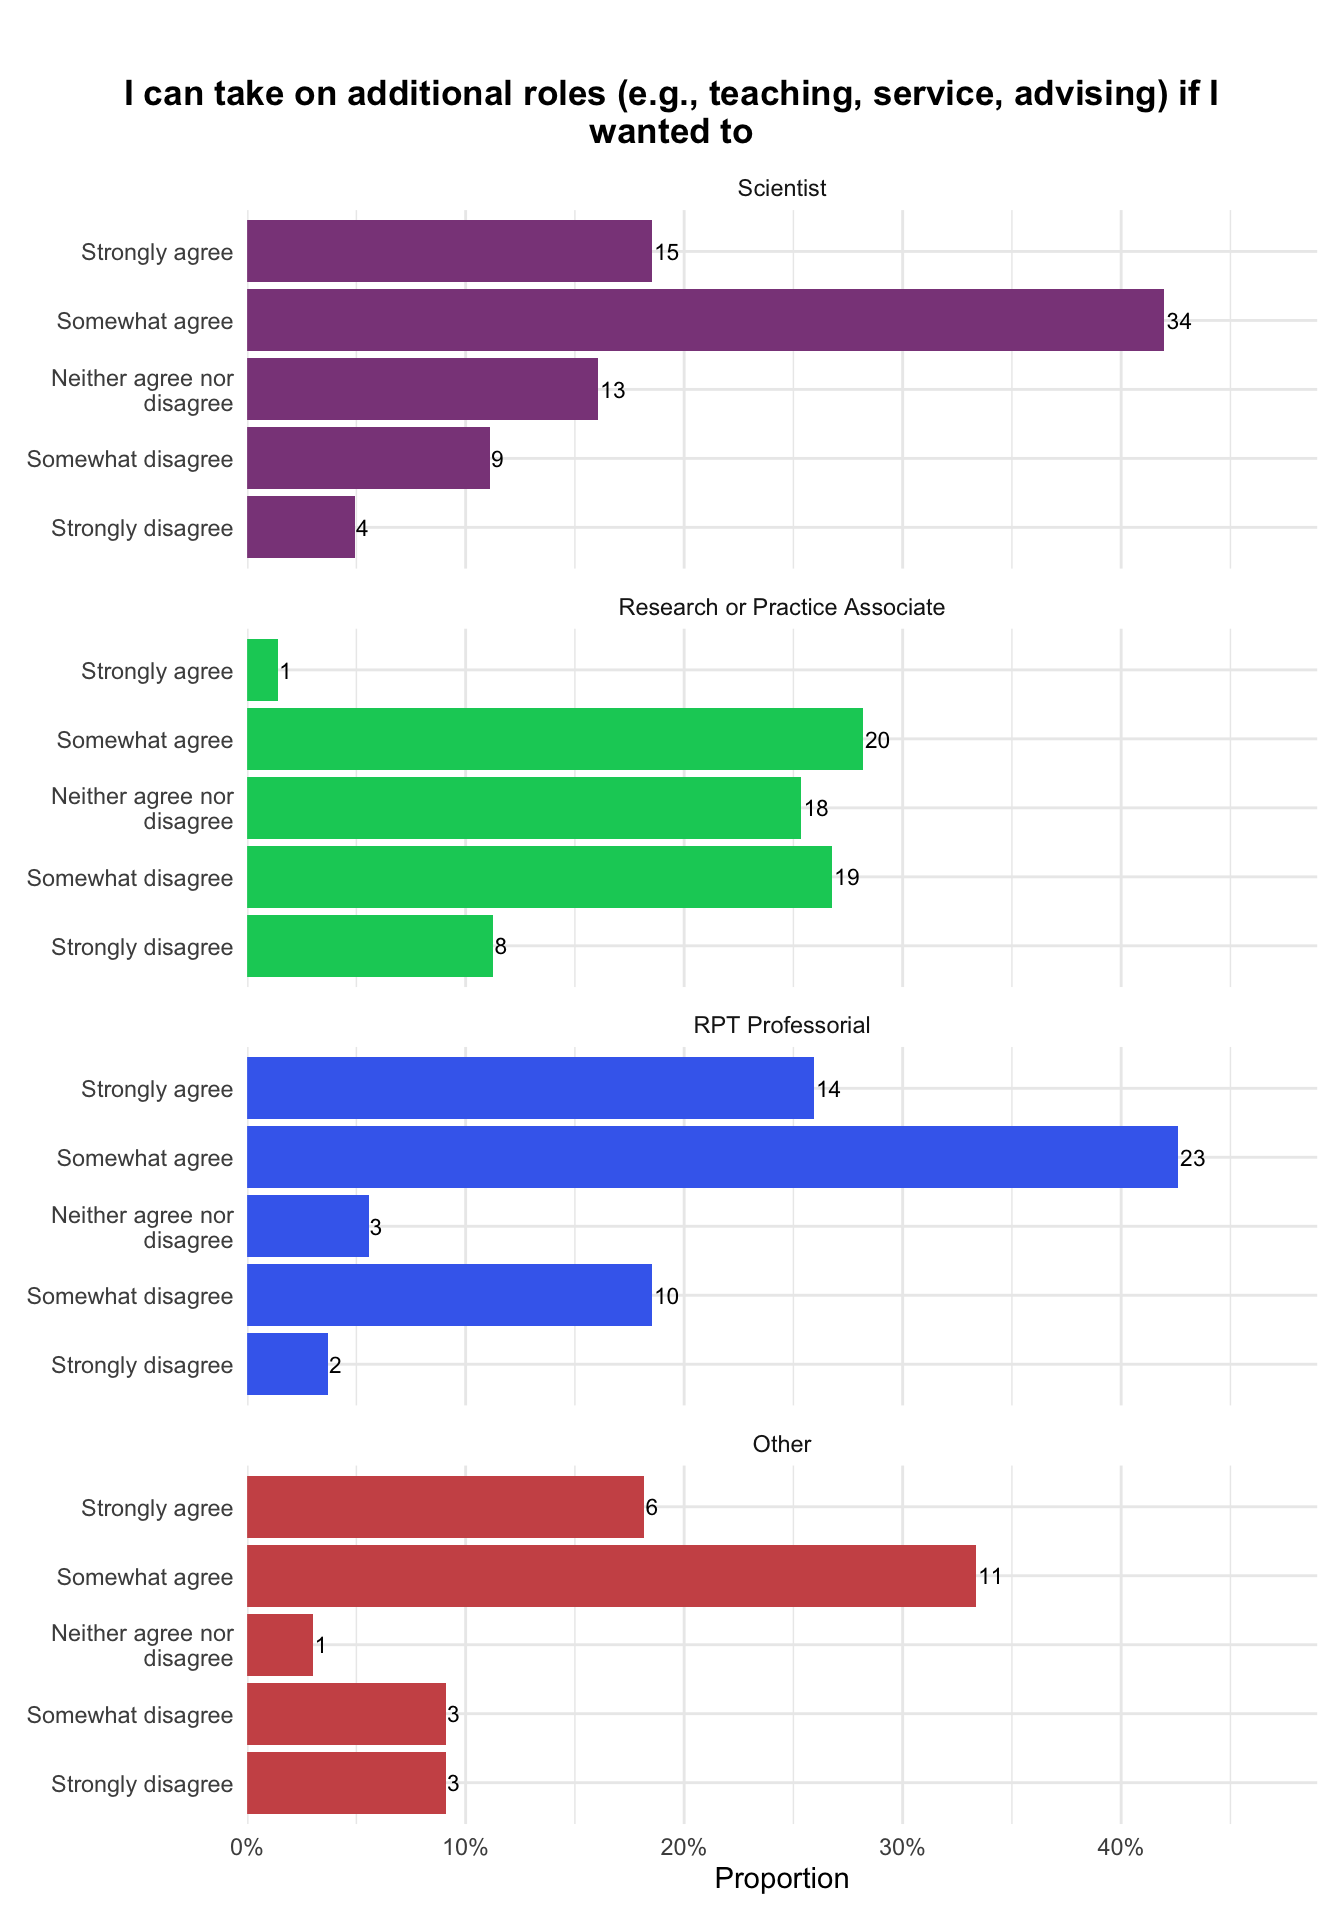 I can take on additional roles (e.g., teaching, service, advising) if I
wanted to
Scientist
Strongly agree
15
Somewhat agree
34
Neither agree nor
disagree
13
Somewhat disagree
9
Strongly disagree
4
Research or Practice Associate
Strongly agree
1
Somewhat agree
20
Neither agree nor
disagree
18
Somewhat disagree
19
Strongly disagree
8
RPT Professorial
Strongly agree
14
Somewhat agree
23
Neither agree nor
disagree
3
Somewhat disagree
10
Strongly disagree
2
Other
Strongly agree
6
Somewhat agree
11
Neither agree nor
disagree
1
Somewhat disagree
3
Strongly disagree
3
0% 10% 20% 30% 40%
Proportion